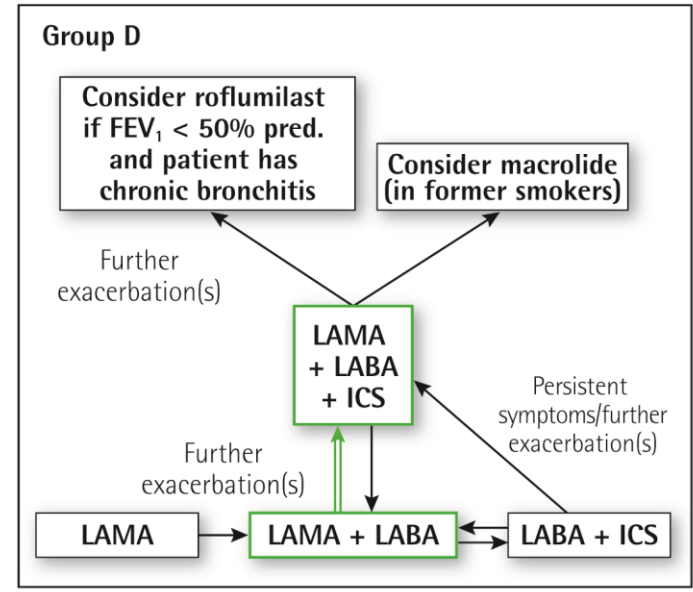 Group D
Consider roflumilast
if FEV₁ < 50% pred.
and patient has
chronic bronchitis
Consider macrolide
(in former smokers)
Further
exacerbation(s)
LAMA
+ LABA
+ ICS
Persistent
symptoms/further
exacerbation(s)
Further
exacerbation(s)
LAMA
LAMA + LABA
LABA + ICS